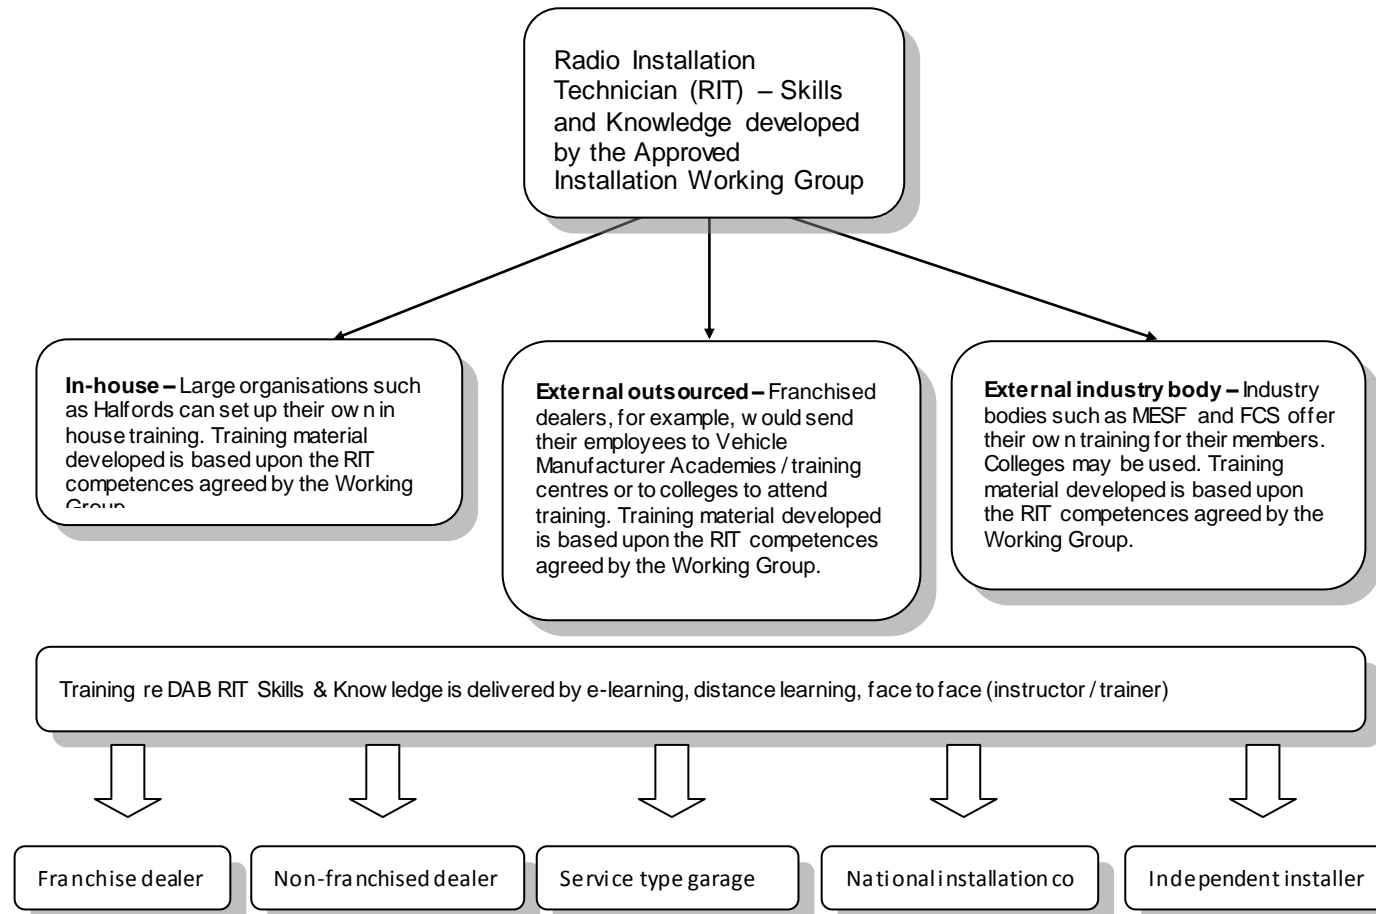 Radio Installation
Technician (RIT) – Skills
and Knowledge developed
by the Approved
Installation Working Group
In-house – Large organisations such
as Halfords can set up their own in
house training. Training material
developed is based upon the RIT
competences agreed by the Working
Group
External outsourced – Franchised
dealers, for example, would send
their employees to Vehicle
Manufacturer Academies / training
centres or to colleges to attend
training. Training material developed
is based upon the RIT competences
agreed by the Working Group.
External industry body – Industry
bodies such as MESF and FCS offer
their own training for their members.
Colleges may be used. Training
material developed is based upon
the RIT competences agreed by the
Working Group.
Training re DAB RIT Skills & Knowledge is delivered by e-learning, distance learning, face to face (instructor / trainer)
Franchise dealer
Non-franchised dealer
Service type garage
National installation co
Independent installer